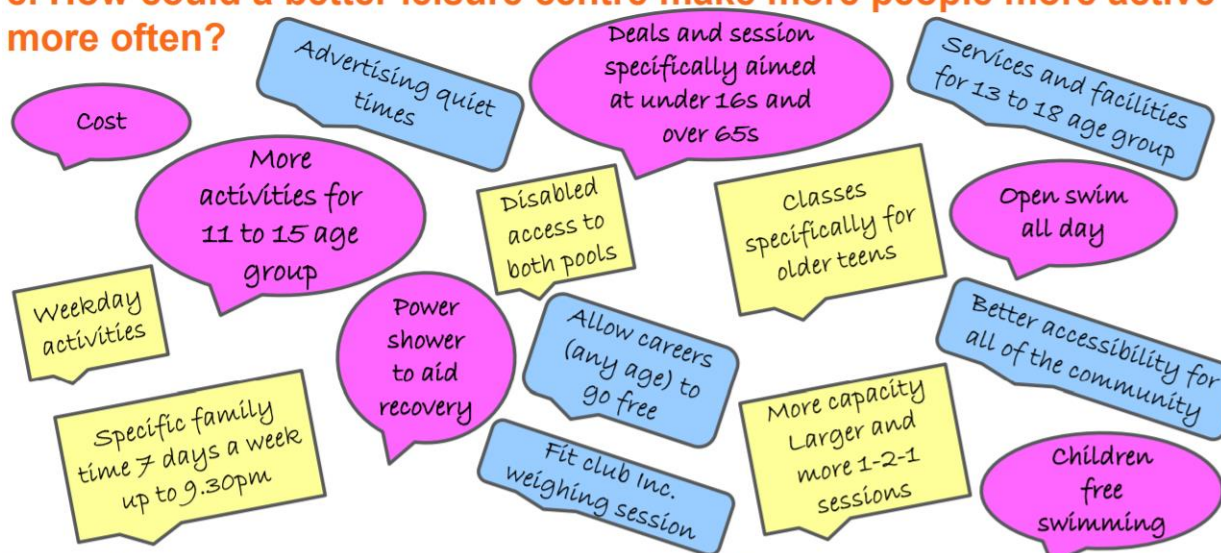 more often?
Cost
Advertising quiet
times
Deals and session
specifically aimed
at under 16s and
over 65s
Services and facilities
for 13 to 18 age group
More
activities for
11 to 15 age
group
Disabled
access to
both pools
Classes
specifically for
older teens
Open swim
all day
Weekday
activities
Power
shower
to aid
recovery
Allow careers
(any age) to
go free
Better accessibility for
all of the community
Specific family
time 7 days a week
up to 9.30pm
Fit club Inc.
weighing session
More capacity
Larger and
more 1-2-1
sessions
Children
free
swimming